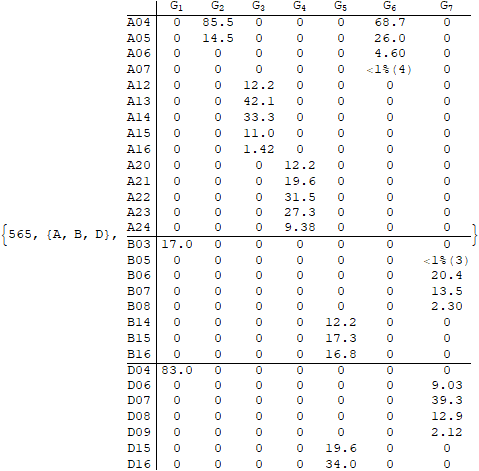 G1 G2 G3 G4 G5 G6 G7
A04 0 85.5 0 0 0 68.7 0
A05 0 14.5 0 0 0 26.0 0
A06 0 0 0 0 0 4.60 0
A07 0 0 0 0 0 <1%(4) 0
A12 0 0 12.2 0 0 0 0
A13 0 0 42.1 0 0 0 0
A14 0 0 33.3 0 0 0 0
A15 0 0 11.0 0 0 0 0
A16 0 0 1.42 0 0 0 0
A20 0 0 0 12.2 0 0 0
A21 0 0 0 19.6 0 0 0
A22 0 0 0 31.5 0 0 0
A23 0 0 0 27.3 0 0 0
A24 0 0 0 9.38 0 0 0
{565, {A, B, D}, }
B03 17.0 0 0 0 0 0 0
B05 0 0 0 0 0 0 <1%(3)
B06 0 0 0 0 0 0 20.4
B07 0 0 0 0 0 0 13.5
B08 0 0 0 0 0 0 2.30
B14 0 0 0 0 12.2 0 0
B15 0 0 0 0 17.3 0 0
B16 0 0 0 0 16.8 0 0
D04 83.0 0 0 0 0 0 0
D06 0 0 0 0 0 0 9.03
D07 0 0 0 0 0 0 39.3
D08 0 0 0 0 0 0 12.9
D09 0 0 0 0 0 0 2.12
D15 0 0 0 0 19.6 0 0
D16 0 0 0 0 34.0 0 0